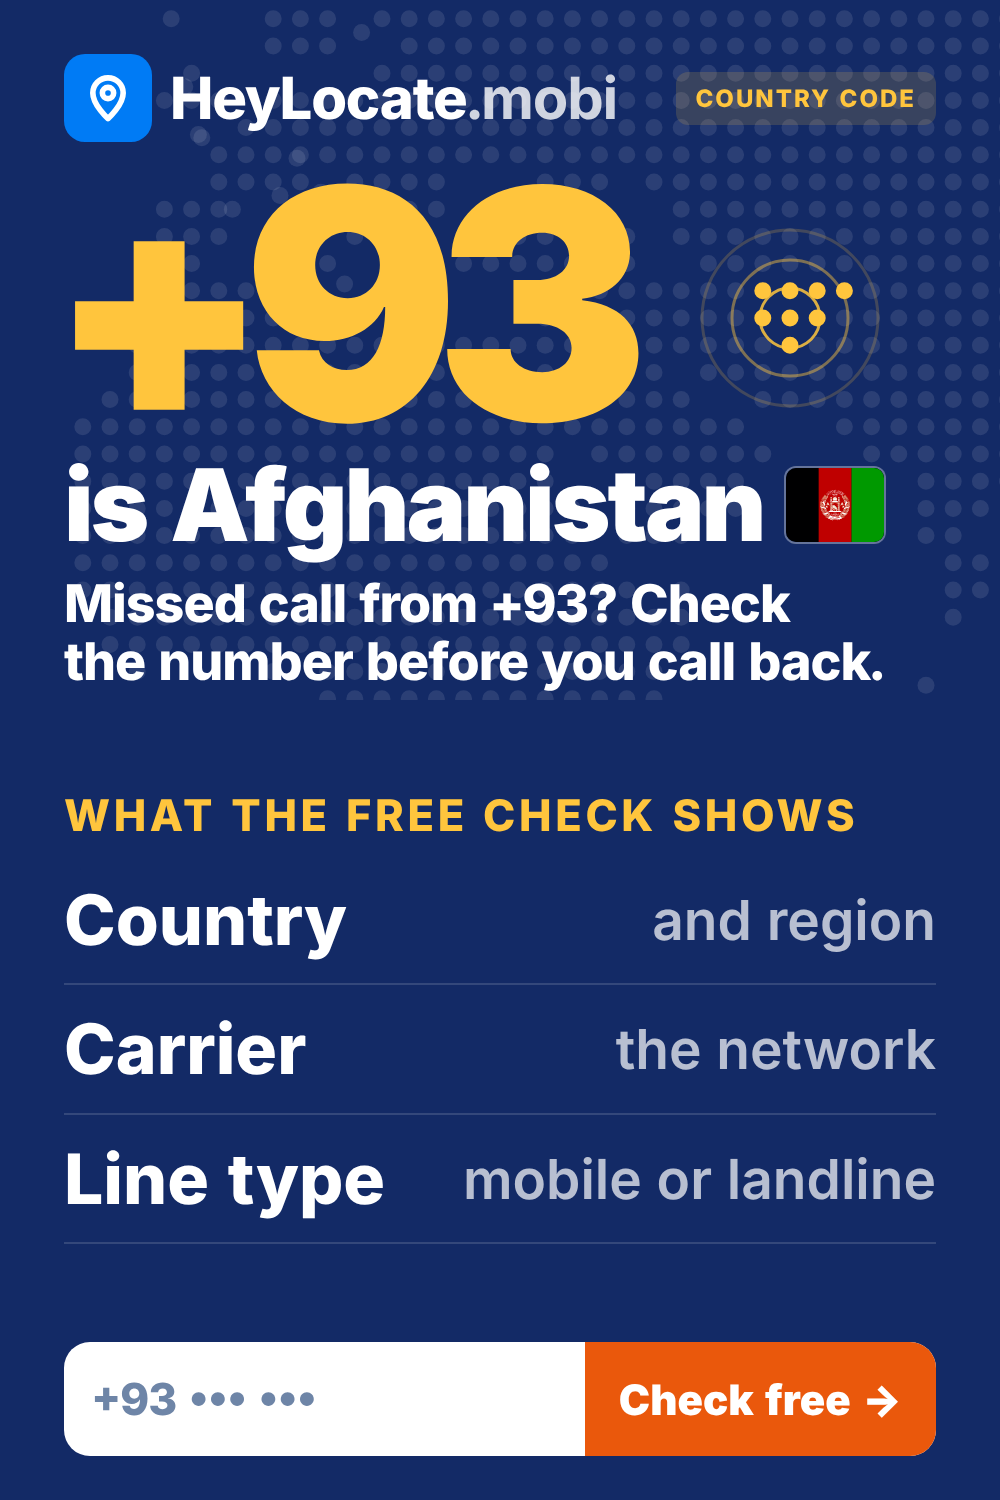 HeyLocate.mobi
COUNTRY CODE
+93
is Afghanistan
Missed call from +93? Check
the number before you call back.
WHAT THE FREE CHECK SHOWS
Country and region
Carrier the network
Line type mobile or landline
+93 ••• •••
Check free →